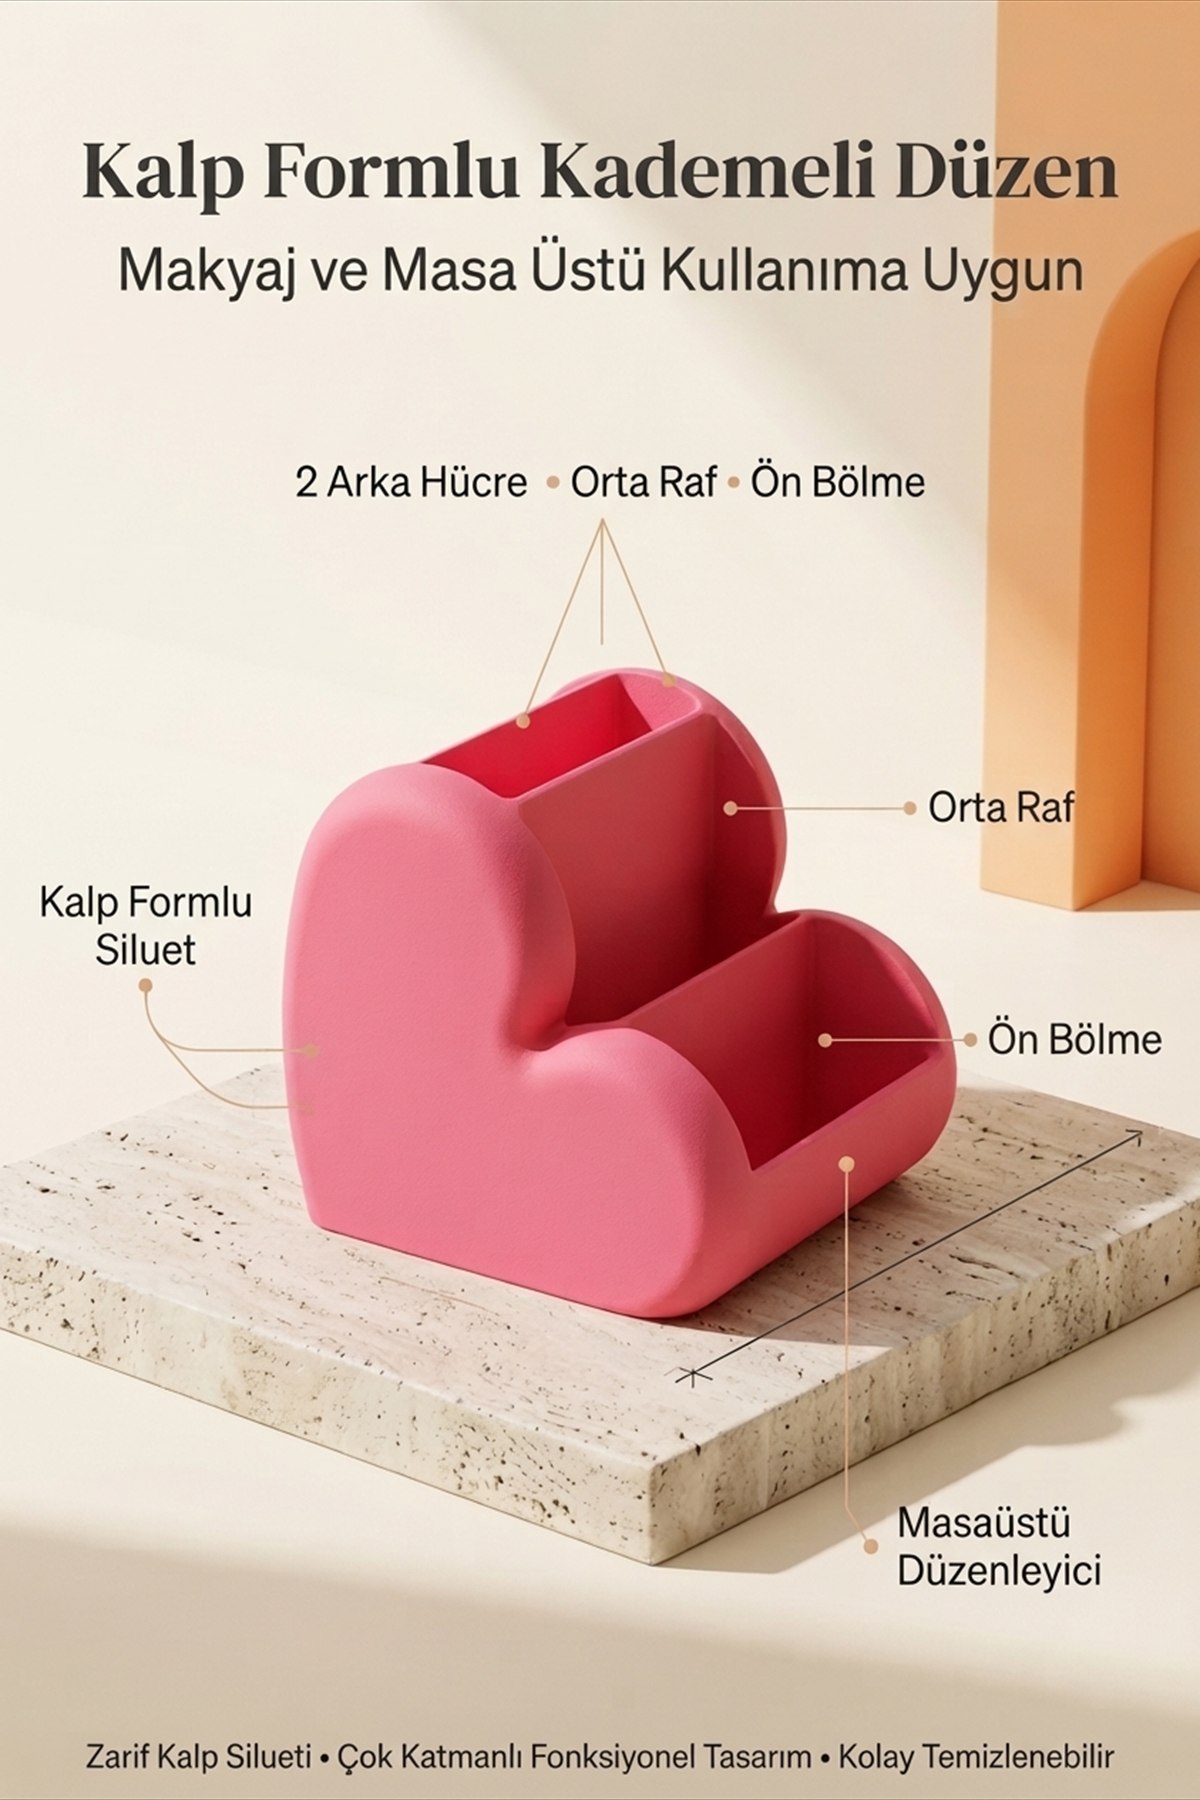 Kalp Formlu Kademeli Düzen
Makyaj ve Masa Üstü Kullanıma Uygun
2 Arka Hücre • Orta Raf • Ön Bölme
Orta Raf
Kalp Formlu
Siluet
Ön Bölme
Masaüstü
Düzenleyici
Zarif Kalp Silueti • Çok Katmanlı Fonksiyonel Tasarım • Kolay Temizlenebilir